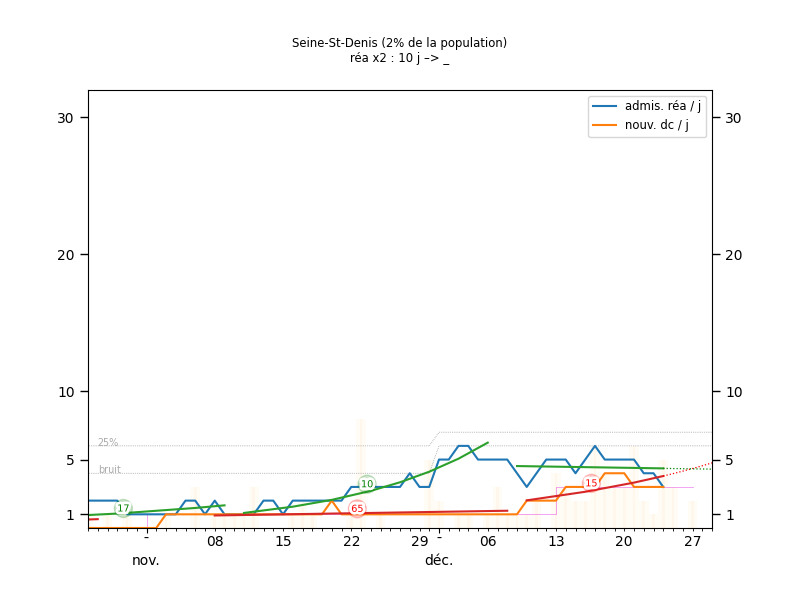 Seine-St-Denis (2% de la population)
réa x2 : 10 j –> _
admis. réa / j
nouv. dc / j
30
30
20
20
10
10
25%
5
5
bruit
10
15
17
65
1
1
- 08 15 22 29 - 06 13 20 27
nov. déc.